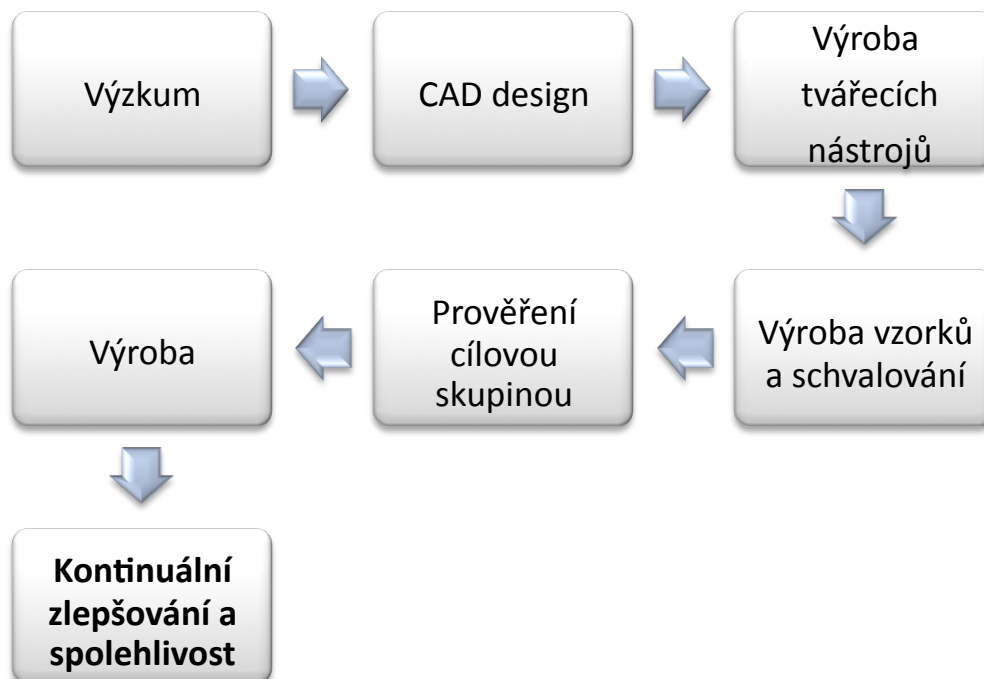 Výzkum
CAD design
Výroba
tvářecích
nástrojů
Výroba vzorků
a schvalování
Prověření
cílovou
skupinou
Výroba
Kontinuální
zlepšování a
spolehlivost